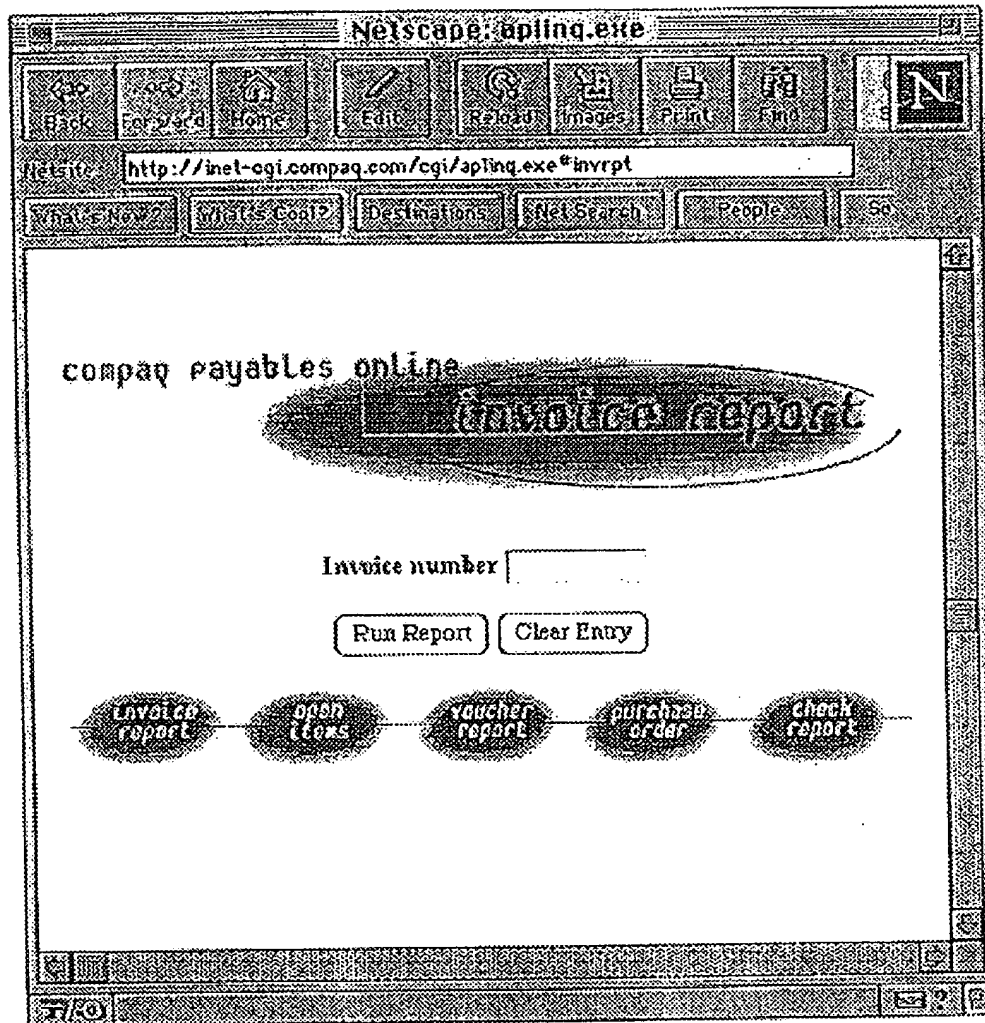 Netscape: aplinq.exe
Back Forward Home Edit Reload Images Print Find
Netsite: http://inet-cgi.compaq.com/cgi/aplinq.exe#invrpt
What's New? What's Cool? Destinations Net Search People So
compaq payables online
invoice report
Invoice number
Run Report Clear Entry
invoice report open items voucher report purchase order check report